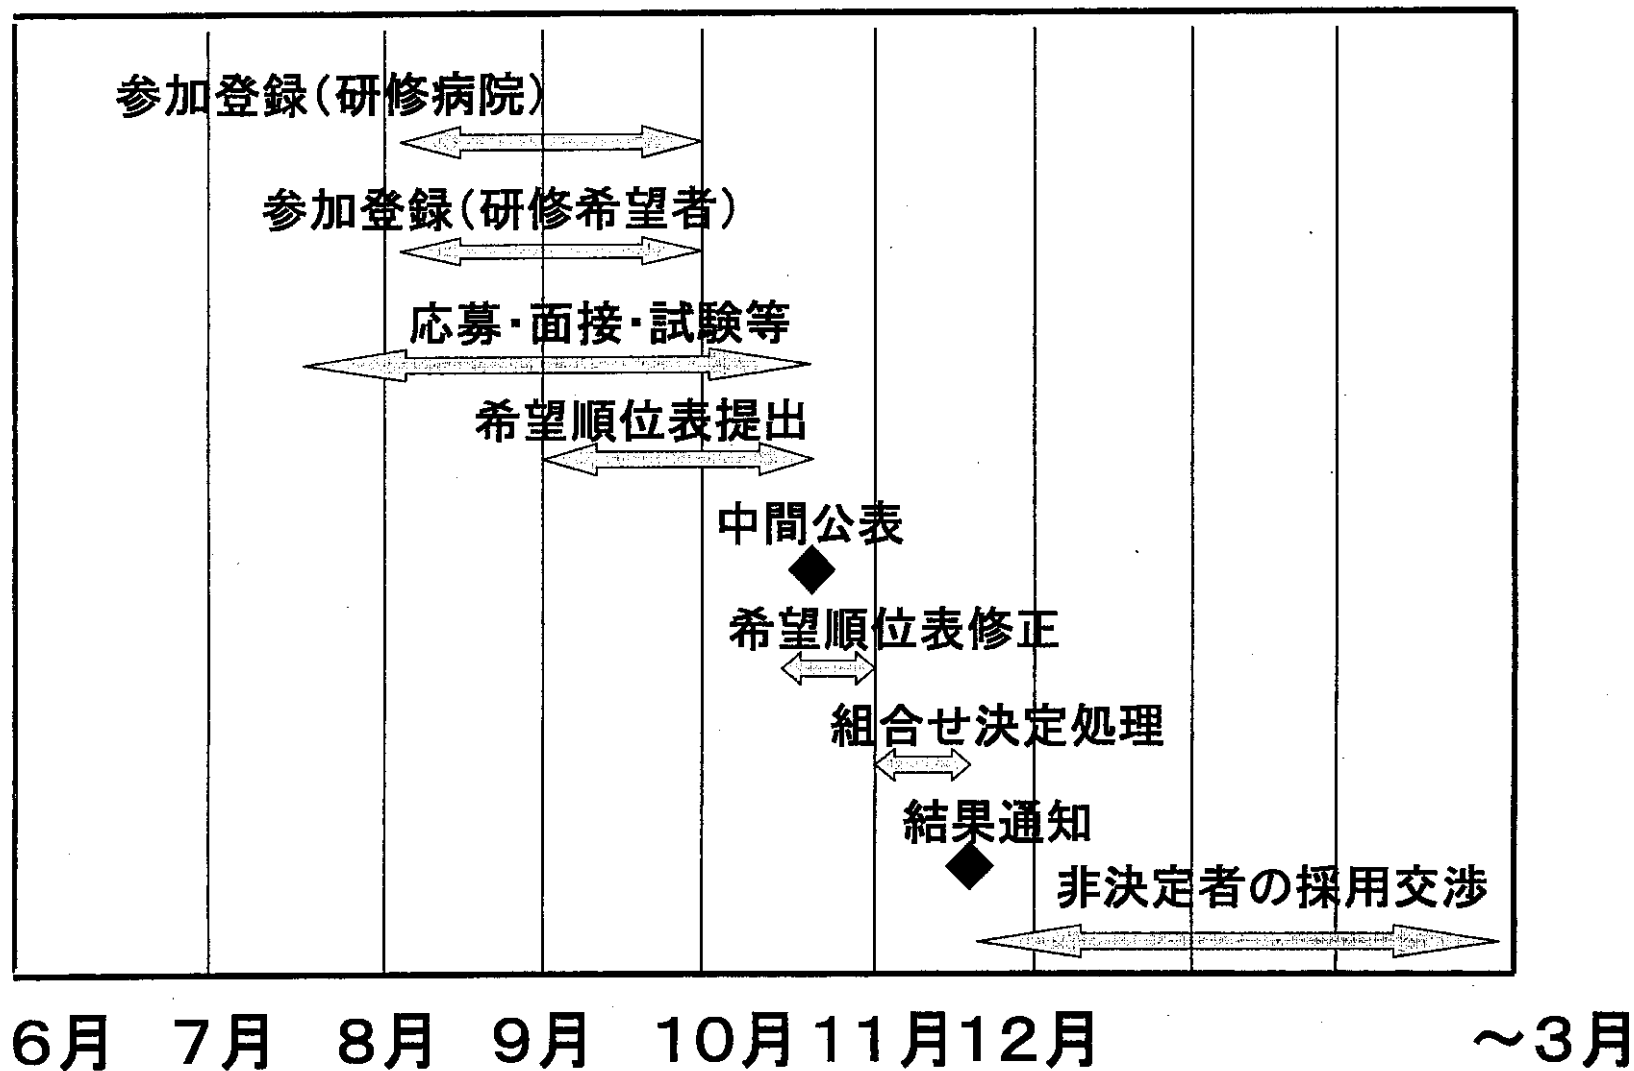 参加登録(研修病院)
参加登録(研修希望者)
応募・面接・試験等
希望順位表提出
中間公表
希望順位表修正
組合せ決定処理
結果通知
非決定者の採用交渉
6月 7月 8月 9月 10月 11月 12月 ～3月